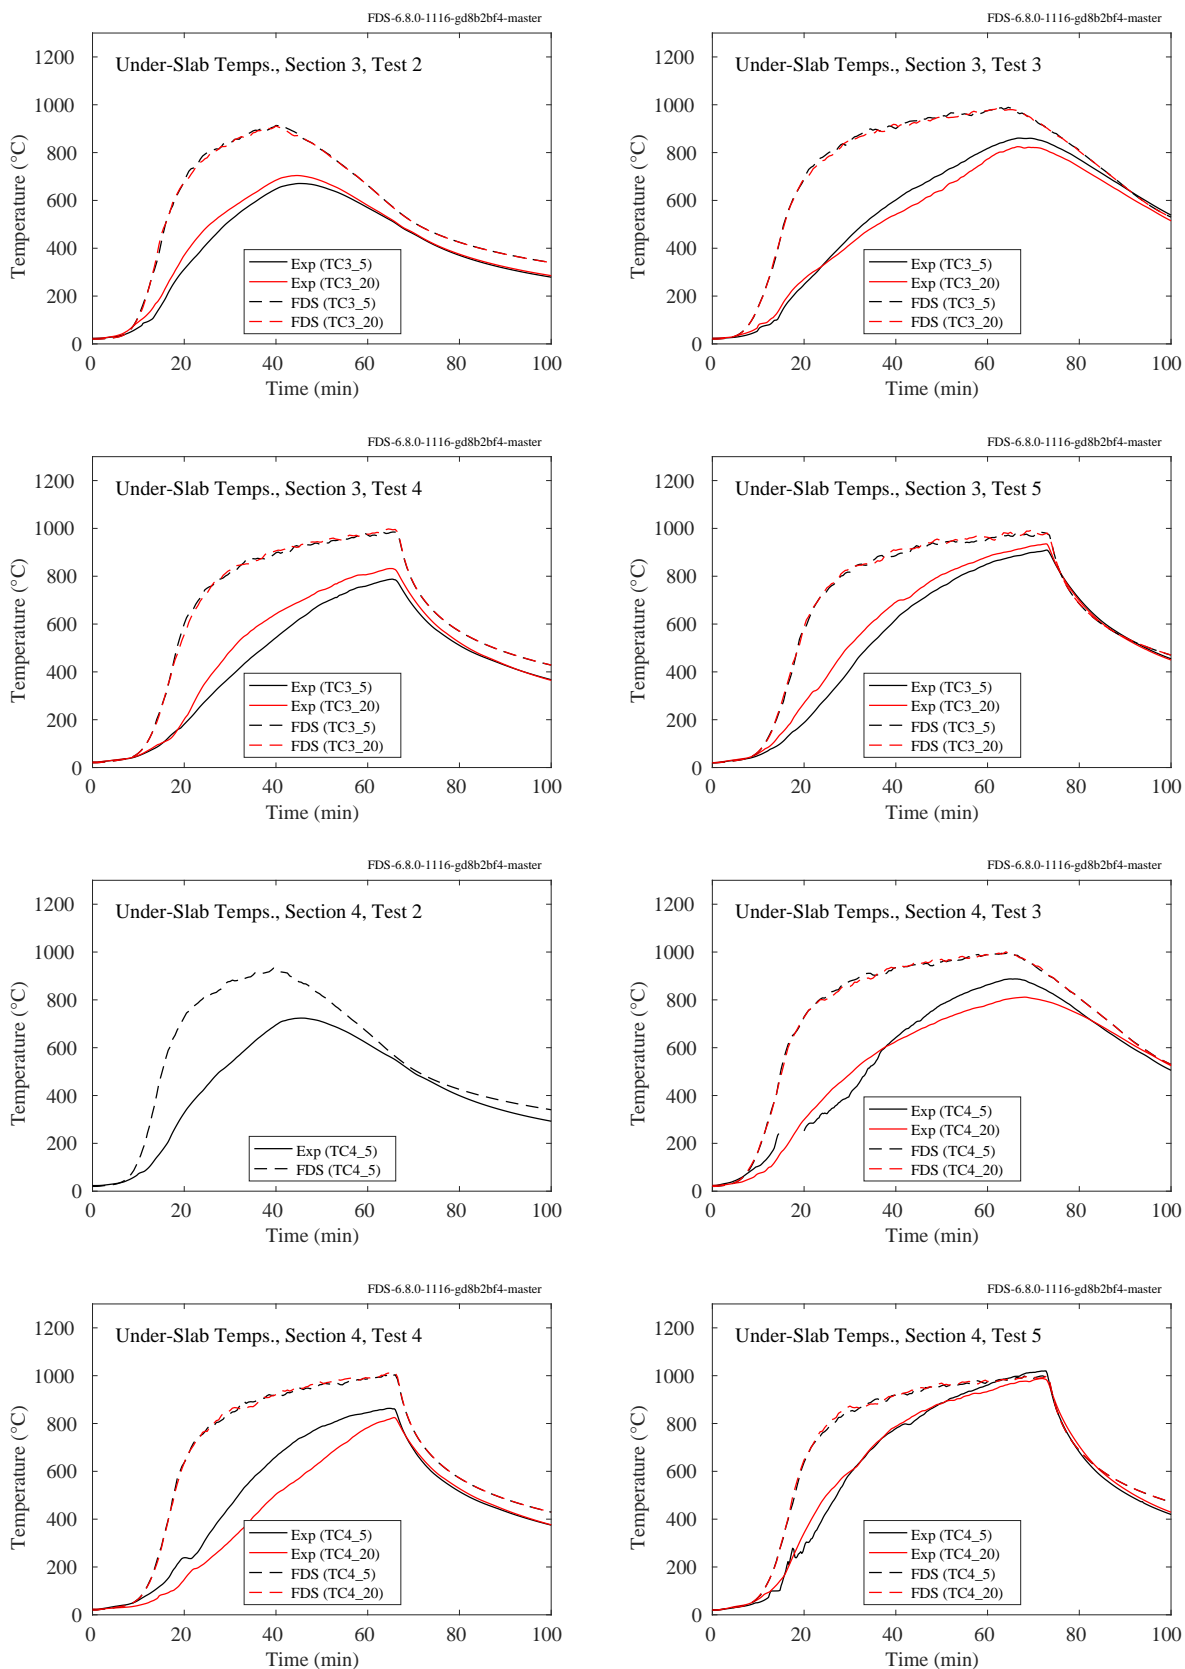 FDS-6.8.0-1116-gd8b2bf4-master
Under-Slab Temps., Section 3, Test 2
Temperature (°C)
1200
1000
800
600
400
200
0
Exp (TC3_5)
Exp (TC3_20)
FDS (TC3_5)
FDS (TC3_20)
0 20 40 60 80 100
Time (min)
FDS-6.8.0-1116-gd8b2bf4-master
Under-Slab Temps., Section 3, Test 3
Temperature (°C)
1200
1000
800
600
400
200
0
Exp (TC3_5)
Exp (TC3_20)
FDS (TC3_5)
FDS (TC3_20)
0 20 40 60 80 100
Time (min)
FDS-6.8.0-1116-gd8b2bf4-master
Under-Slab Temps., Section 3, Test 4
Temperature (°C)
1200
1000
800
600
400
200
0
Exp (TC3_5)
Exp (TC3_20)
FDS (TC3_5)
FDS (TC3_20)
0 20 40 60 80 100
Time (min)
FDS-6.8.0-1116-gd8b2bf4-master
Under-Slab Temps., Section 3, Test 5
Temperature (°C)
1200
1000
800
600
400
200
0
Exp (TC3_5)
Exp (TC3_20)
FDS (TC3_5)
FDS (TC3_20)
0 20 40 60 80 100
Time (min)
FDS-6.8.0-1116-gd8b2bf4-master
Under-Slab Temps., Section 4, Test 2
Temperature (°C)
1200
1000
800
600
400
200
0
Exp (TC4_5)
FDS (TC4_5)
0 20 40 60 80 100
Time (min)
FDS-6.8.0-1116-gd8b2bf4-master
Under-Slab Temps., Section 4, Test 3
Temperature (°C)
1200
1000
800
600
400
200
0
Exp (TC4_5)
Exp (TC4_20)
FDS (TC4_5)
FDS (TC4_20)
0 20 40 60 80 100
Time (min)
FDS-6.8.0-1116-gd8b2bf4-master
Under-Slab Temps., Section 4, Test 4
Temperature (°C)
1200
1000
800
600
400
200
0
Exp (TC4_5)
Exp (TC4_20)
FDS (TC4_5)
FDS (TC4_20)
0 20 40 60 80 100
Time (min)
FDS-6.8.0-1116-gd8b2bf4-master
Under-Slab Temps., Section 4, Test 5
Temperature (°C)
1200
1000
800
600
400
200
0
Exp (TC4_5)
Exp (TC4_20)
FDS (TC4_5)
FDS (TC4_20)
0 20 40 60 80 100
Time (min)